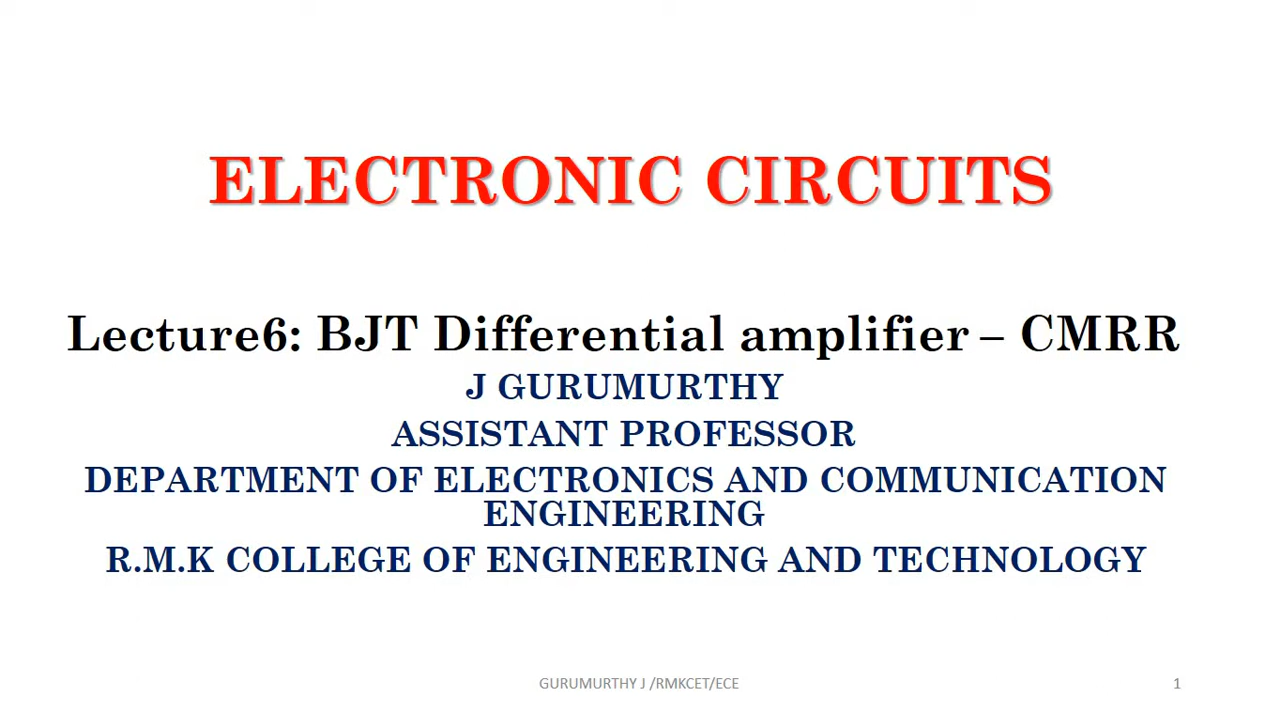 ELECTRONIC CIRCUITS
Lecture6: BJT Differential amplifier – CMRR
J GURUMURTHY
ASSISTANT PROFESSOR
DEPARTMENT OF ELECTRONICS AND COMMUNICATION
ENGINEERING
R.M.K COLLEGE OF ENGINEERING AND TECHNOLOGY
GURUMURTHY J /RMKCET/ECE
1